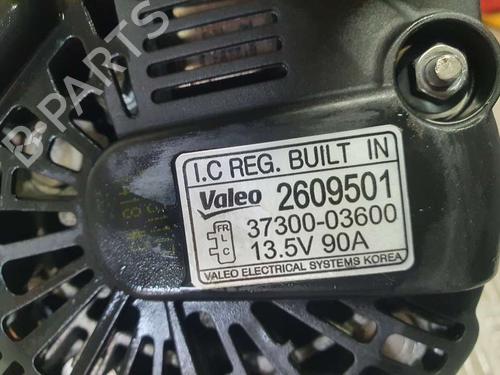 B-PARTS
I.C REG. BUILT IN
Valeo 2609501
FR
L
C
37300-03600
13.5V 90A
VALEO ELECTRICAL SYSTEMS KOREA